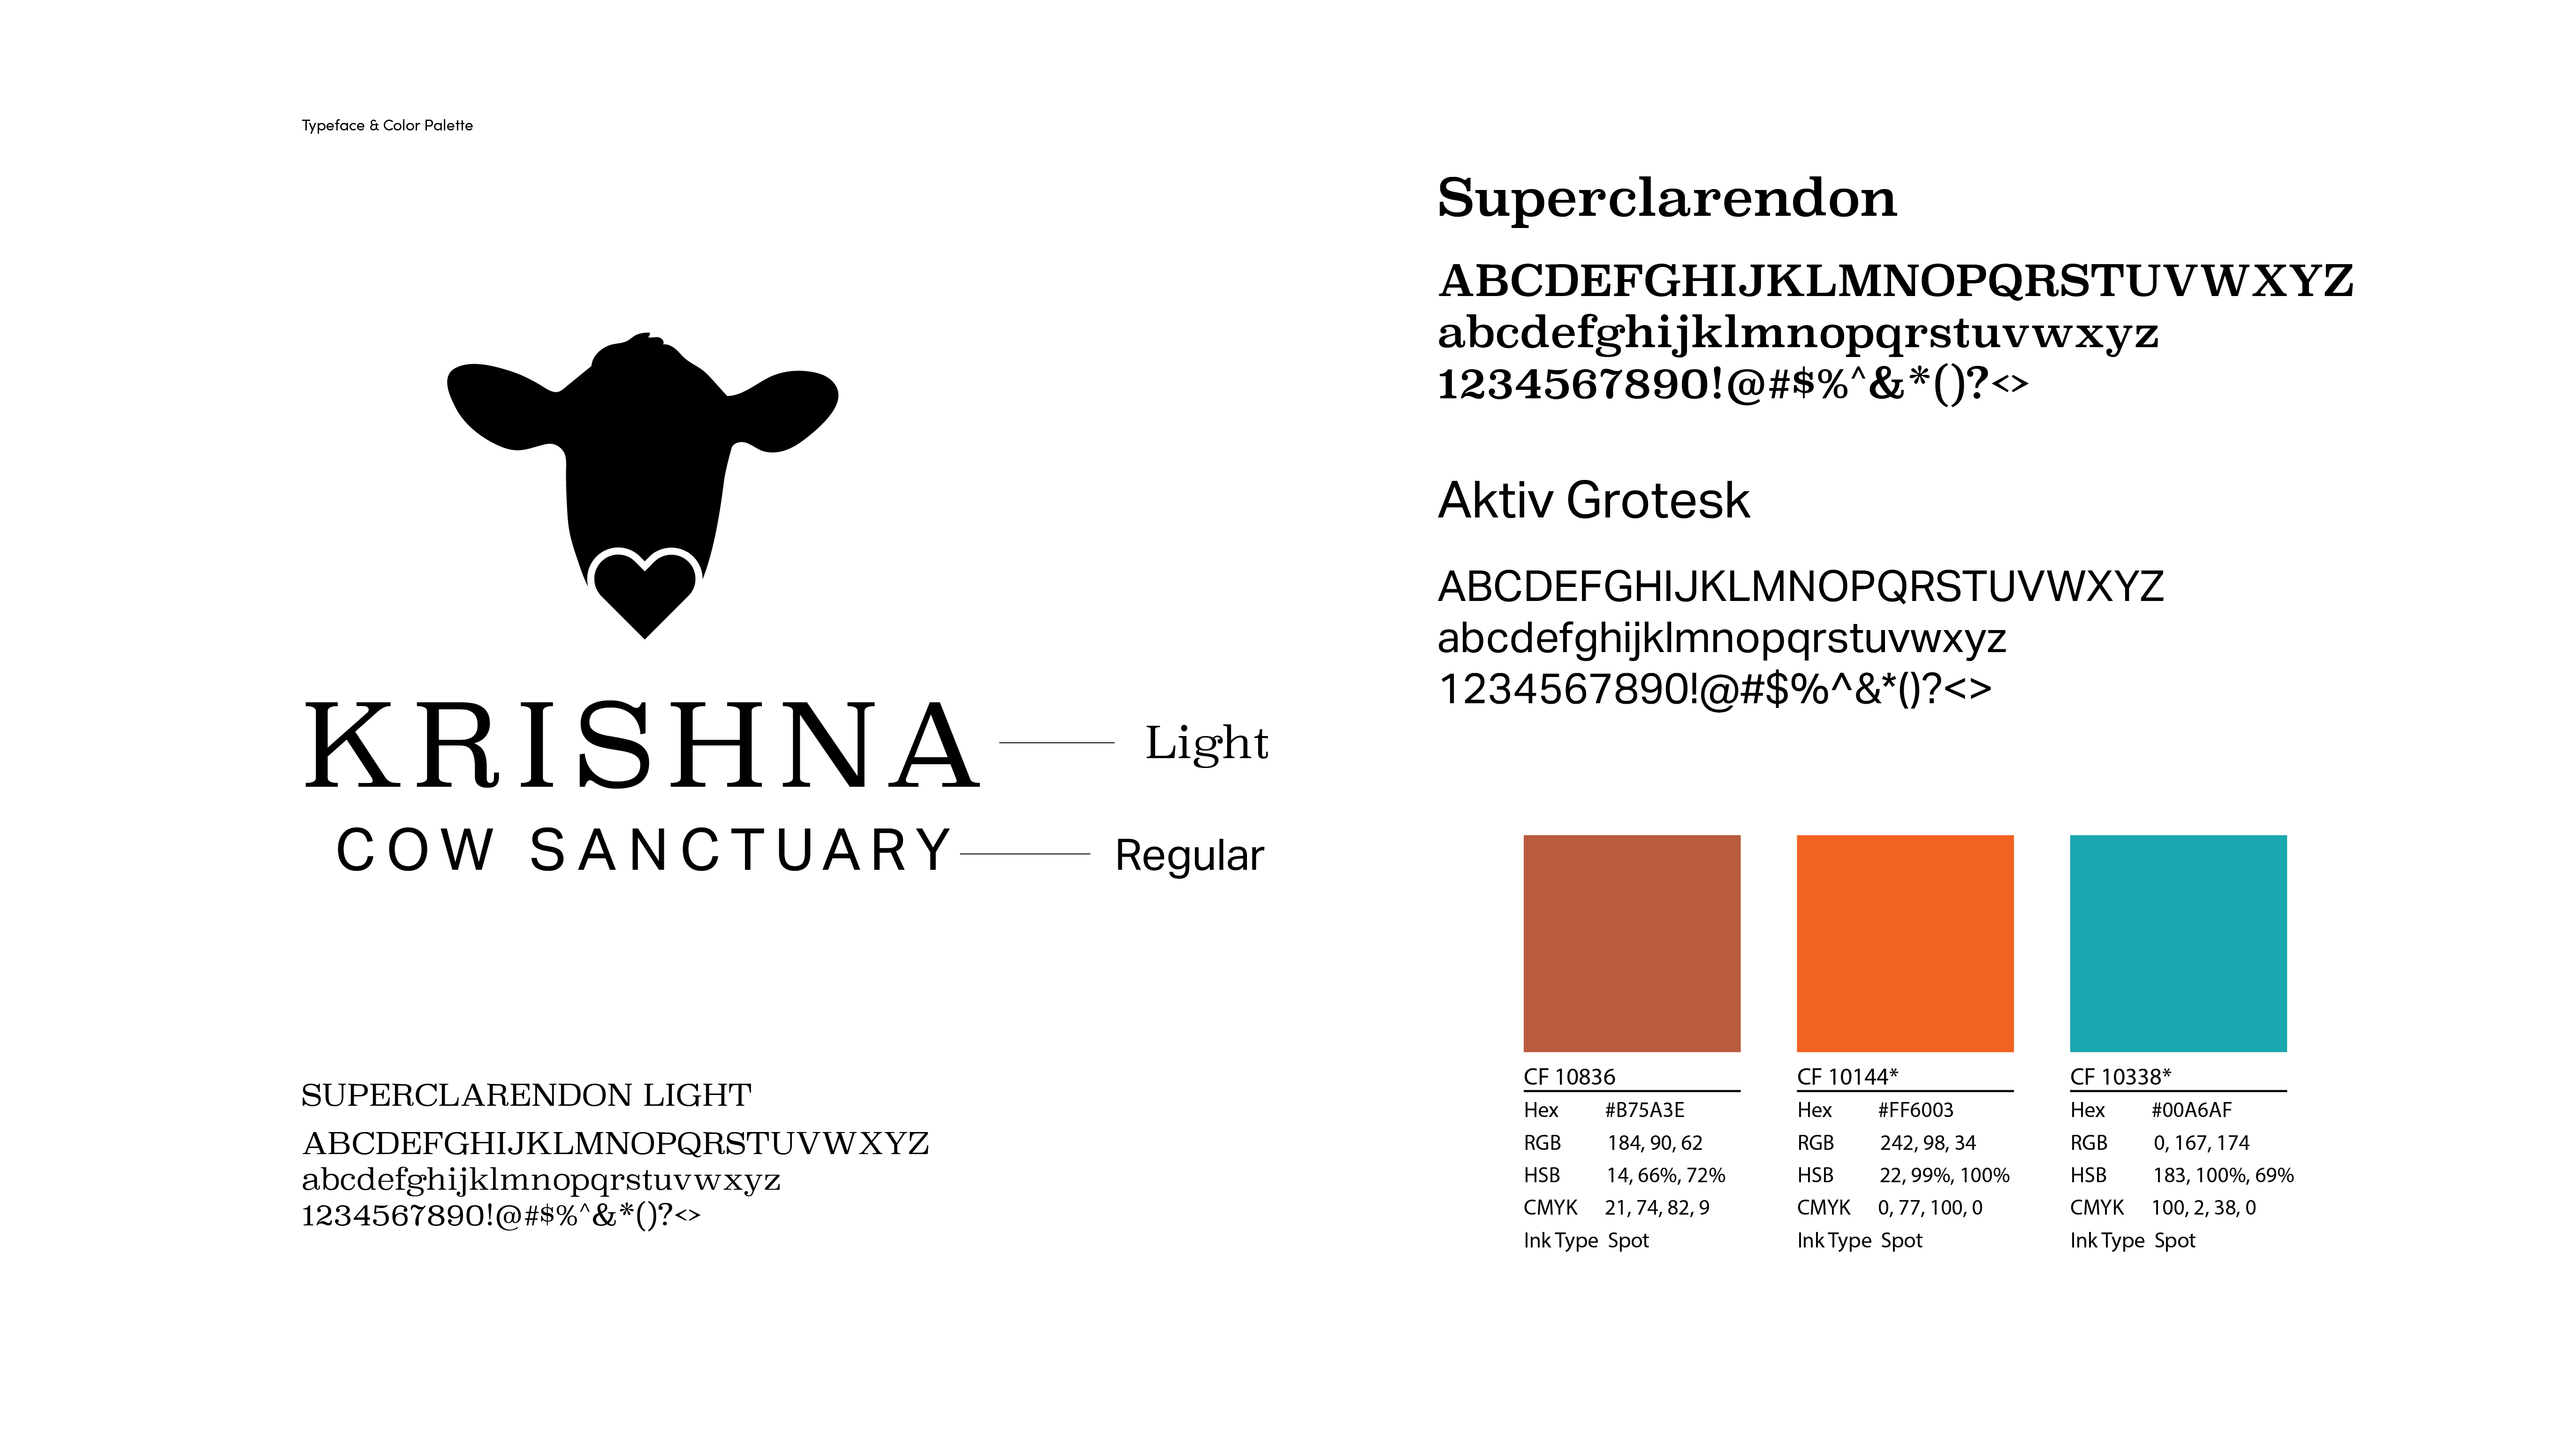 Typeface & Color Palette
KRISHNA
Light
COW SANCTUARY
Regular
SUPERCLARENDON LIGHT
ABCDEFGHIJKLMNOPQRSTUVWXYZ
abcdefghijklmnopqrstuvwxyz
1234567890!@#$%^&*()?<>
Superclarendon
ABCDEFGHIJKLMNOPQRSTUVWXYZ
abcdefghijklmnopqrstuvwxyz
1234567890!@#$%^&*()?<>
Aktiv Grotesk
ABCDEFGHIJKLMNOPQRSTUVWXYZ
abcdefghijklmnopqrstuvwxyz
1234567890!@#$%^&*()?<>
CF 10836
Hex #B75A3E
RGB 184, 90, 62
HSB 14, 66%, 72%
CMYK 21, 74, 82, 9
Ink Type Spot
CF 10144*
Hex #FF6003
RGB 242, 98, 34
HSB 22, 99%, 100%
CMYK 0, 77, 100, 0
Ink Type Spot
CF 10338*
Hex #00A6AF
RGB 0, 167, 174
HSB 183, 100%, 69%
CMYK 100, 2, 38, 0
Ink Type Spot